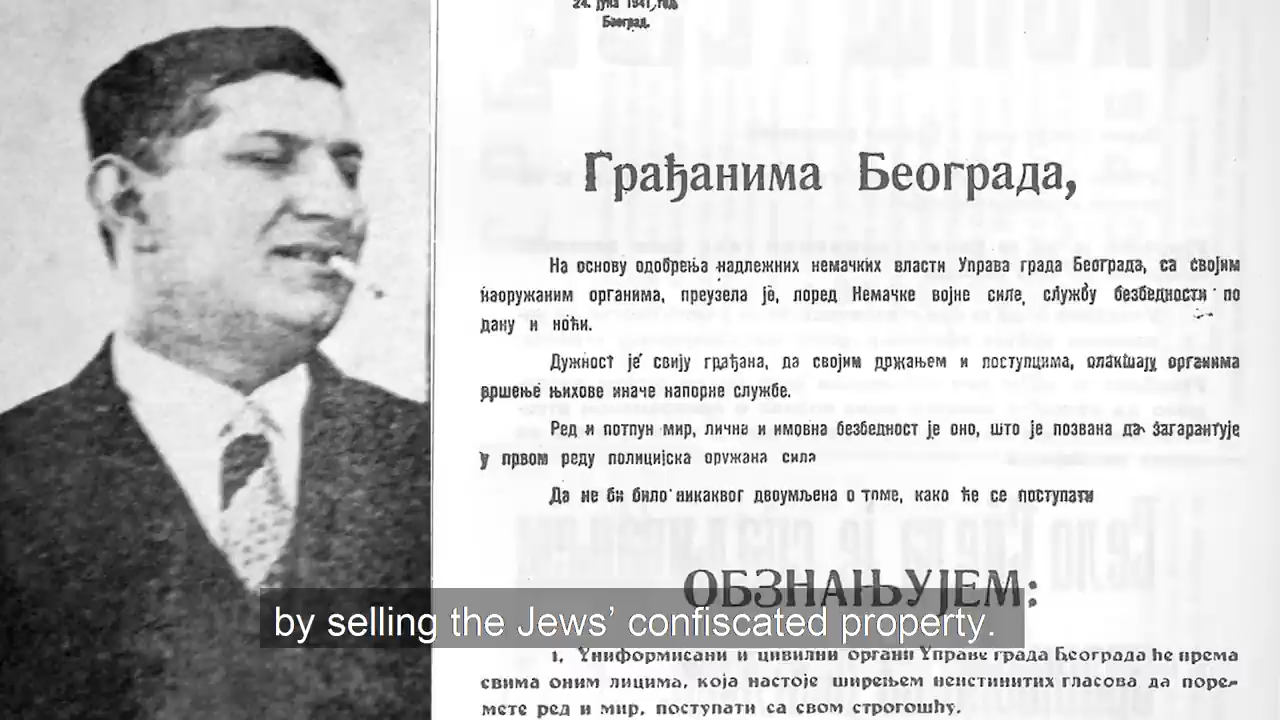 24. јуна 1941 год.
Београд.
Грађанима Београда,
На основу одобрења надлежних немачких власти Управа града Београда, са својим
наоружаним органима, преузела је, поред Немачке војне силе, службу безбедности по
дану и ноћи.
Дужност је свију грађана, да својим држањем и поступцима, олакшају органима
вршење њихове иначе напорне службе.
Ред и потпун мир, лична и имовна безбедност је оно, што је позвана да загарантује
у првом реду полицијска оружана сила
Да не би било никаквог двоумљена о томе, како ће се поступати
ОБЗНАЊУЈЕМ:
by selling the Jews’ confiscated property.
1. Униформисани и цивилни органи Управе града Београда ће према
свима оним лицима, која настоје ширењем неистинитих гласова да поре-
мете ред и мир, поступати са свом строгошћу.